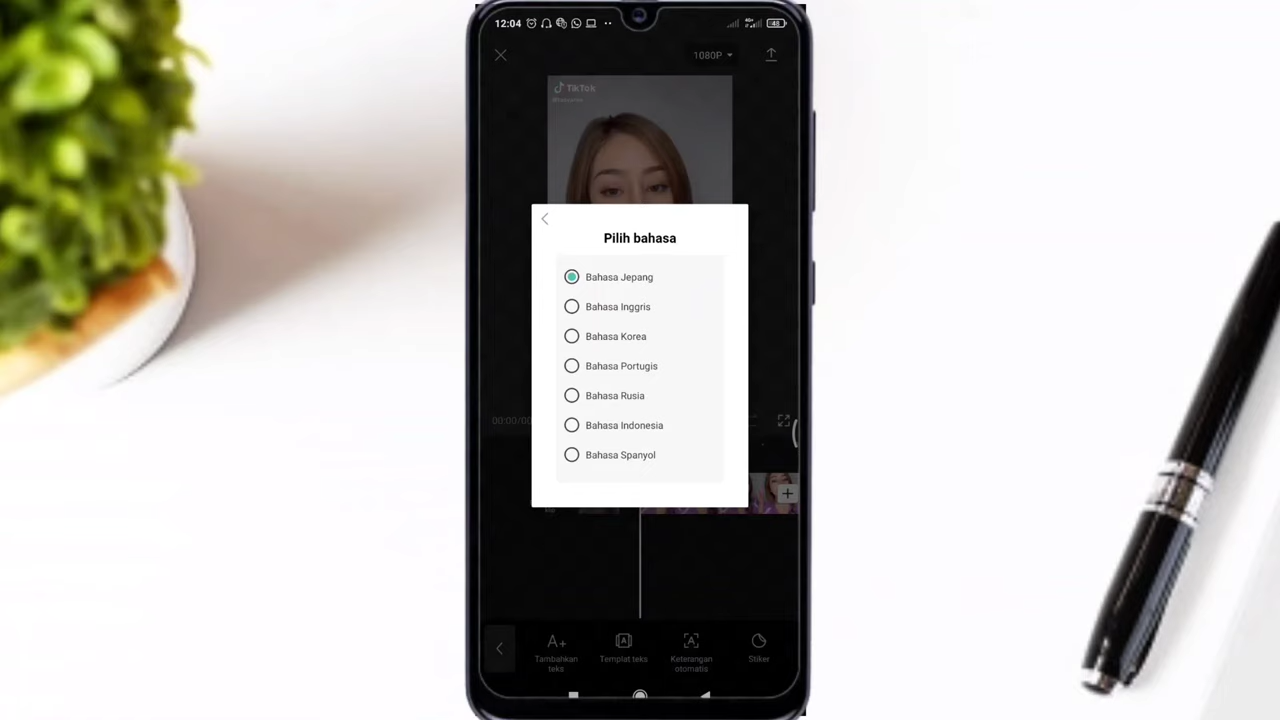 12:04
48
1080P
TikTok
Pilih bahasa
Bahasa Jepang
Bahasa Inggris
Bahasa Korea
Bahasa Portugis
Bahasa Rusia
Bahasa Indonesia
Bahasa Spanyol
Tambahkan teks
Templat teks
Keterangan otomatis
Stiker